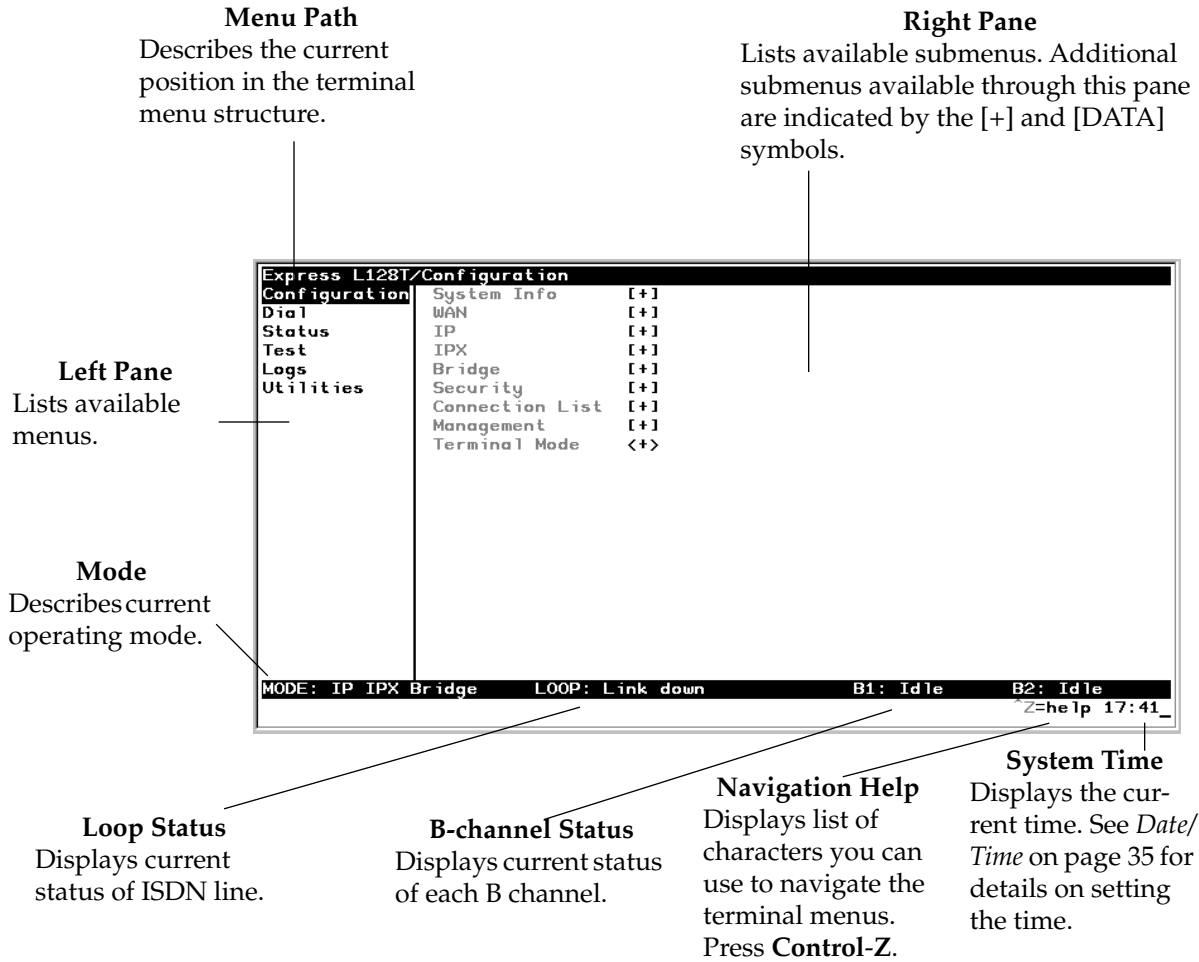 Menu Path
Describes the current
position in the terminal
menu structure.
Right Pane
Lists available submenus. Additional
submenus available through this pane
are indicated by the [+] and [DATA]
symbols.
Express L128T/Configuration
Configuration System Info [+]
Dial WAN [+]
Status IP [+]
Test IPX [+]
Logs Bridge [+]
Utilities Security [+]
Connection List [+]
Management [+]
Terminal Mode <+>
Left Pane
Lists available
menus.
Mode
Describes current
operating mode.
MODE: IP IPX Bridge LOOP: Link down B1: Idle B2: Idle
^Z=help 17:41_
Loop Status
Displays current
status of ISDN line.
B-channel Status
Displays current status
of each B channel.
Navigation Help
Displays list of
characters you can
use to navigate the
terminal menus.
Press Control-Z.
System Time
Displays the cur-
rent time. See Date/
Time on page 35 for
details on setting
the time.